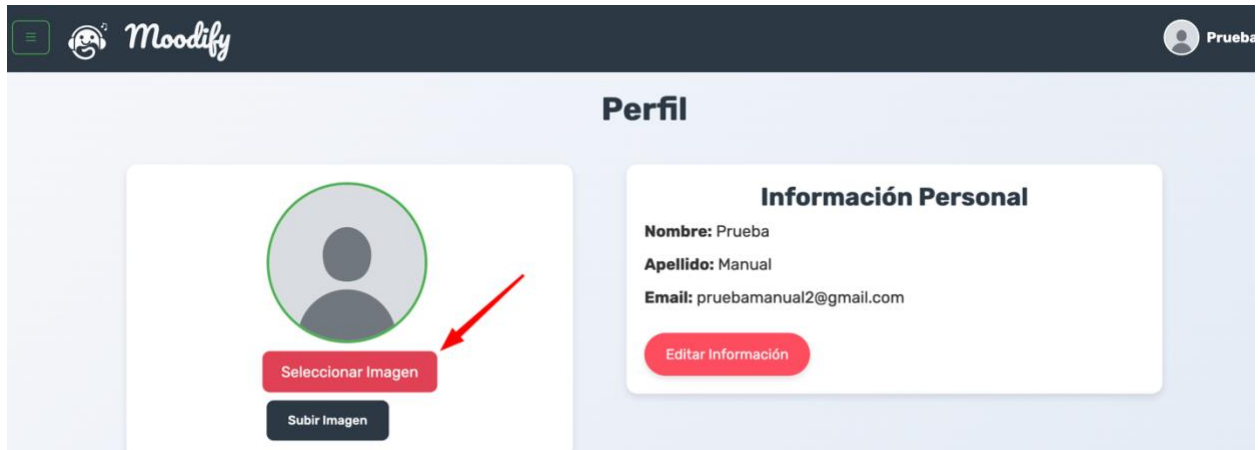 Moodify
Prueba
Perfil
Seleccionar Imagen
Subir Imagen
Información Personal
Nombre: Prueba
Apellido: Manual
Email: pruebamanual2@gmail.com
Editar Información